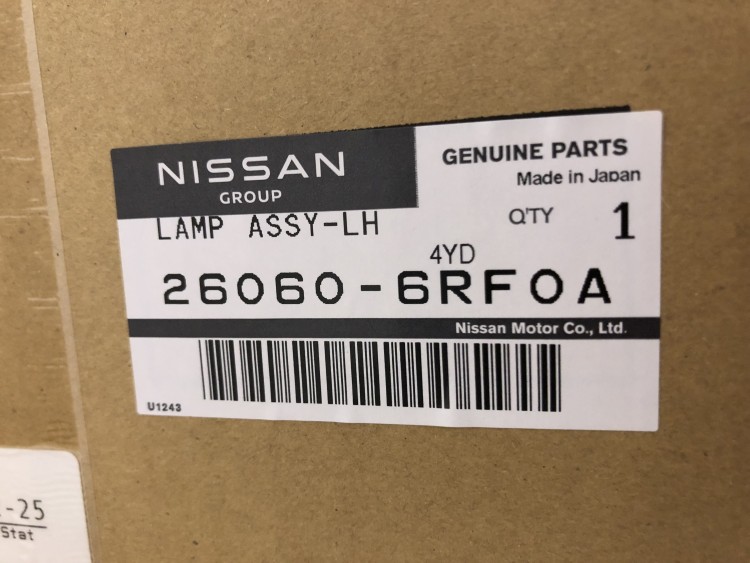 NISSAN
GROUP
GENUINE PARTS
Made in Japan
LAMP ASSY-LH
Q'TY 1
4YD
26060-6RF0A
Nissan Motor Co., Ltd.
U1243
-25
Stat